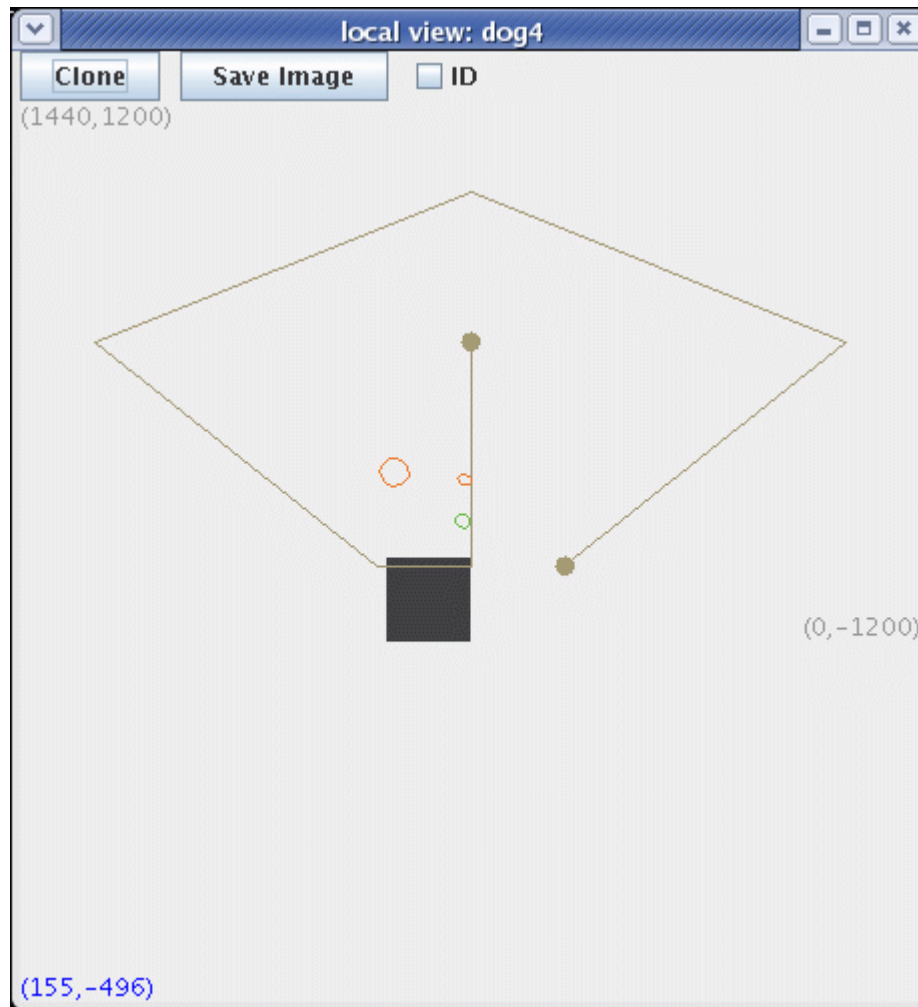 local view: dog4
Clone Save Image ID
(1440,1200)
(0,-1200)
(155,-496)